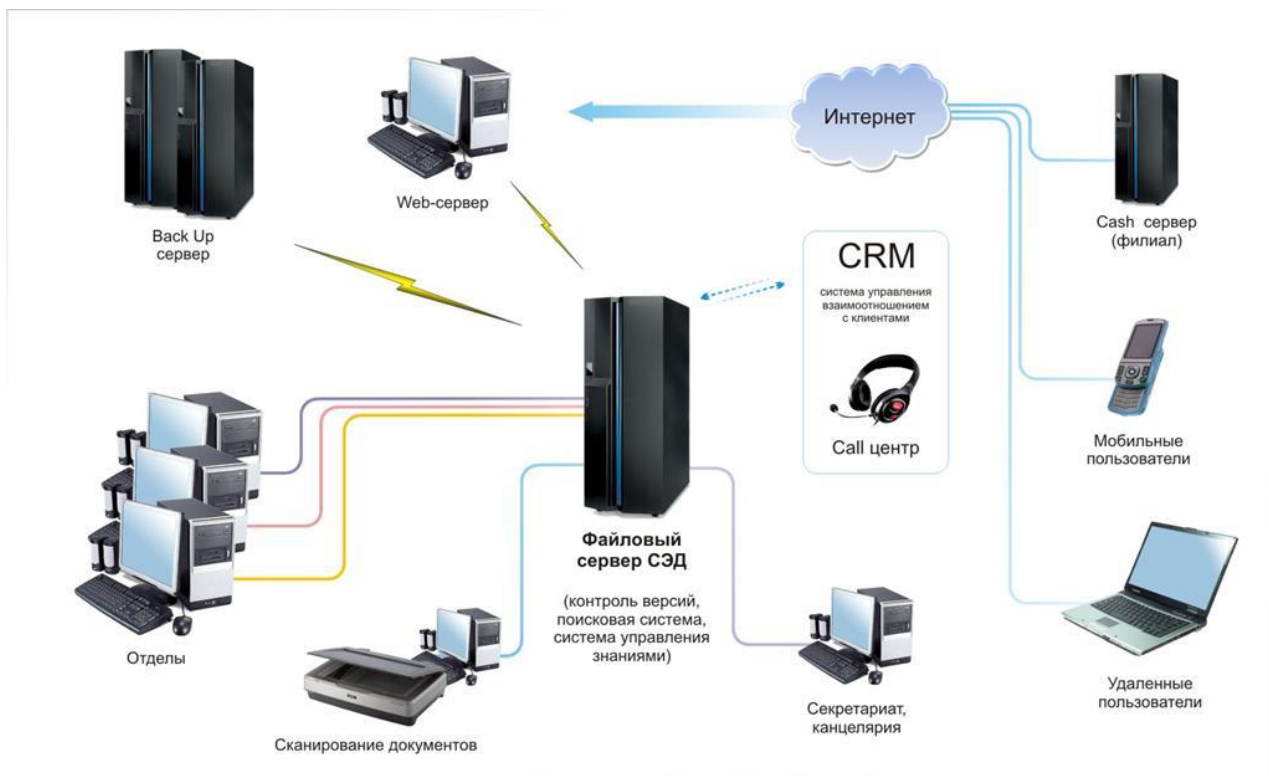 Интернет
Web-сервер
Back Up
сервер
Cash сервер
(филиал)
CRM
система управления
взаимоотношением
с клиентами
Call центр
Мобильные
пользователи
Файловый
сервер СЭД
(контроль версий,
поисковая система,
система управления
знаниями)
Отделы
Сканирование документов
Секретариат,
канцелярия
Удаленные
пользователи